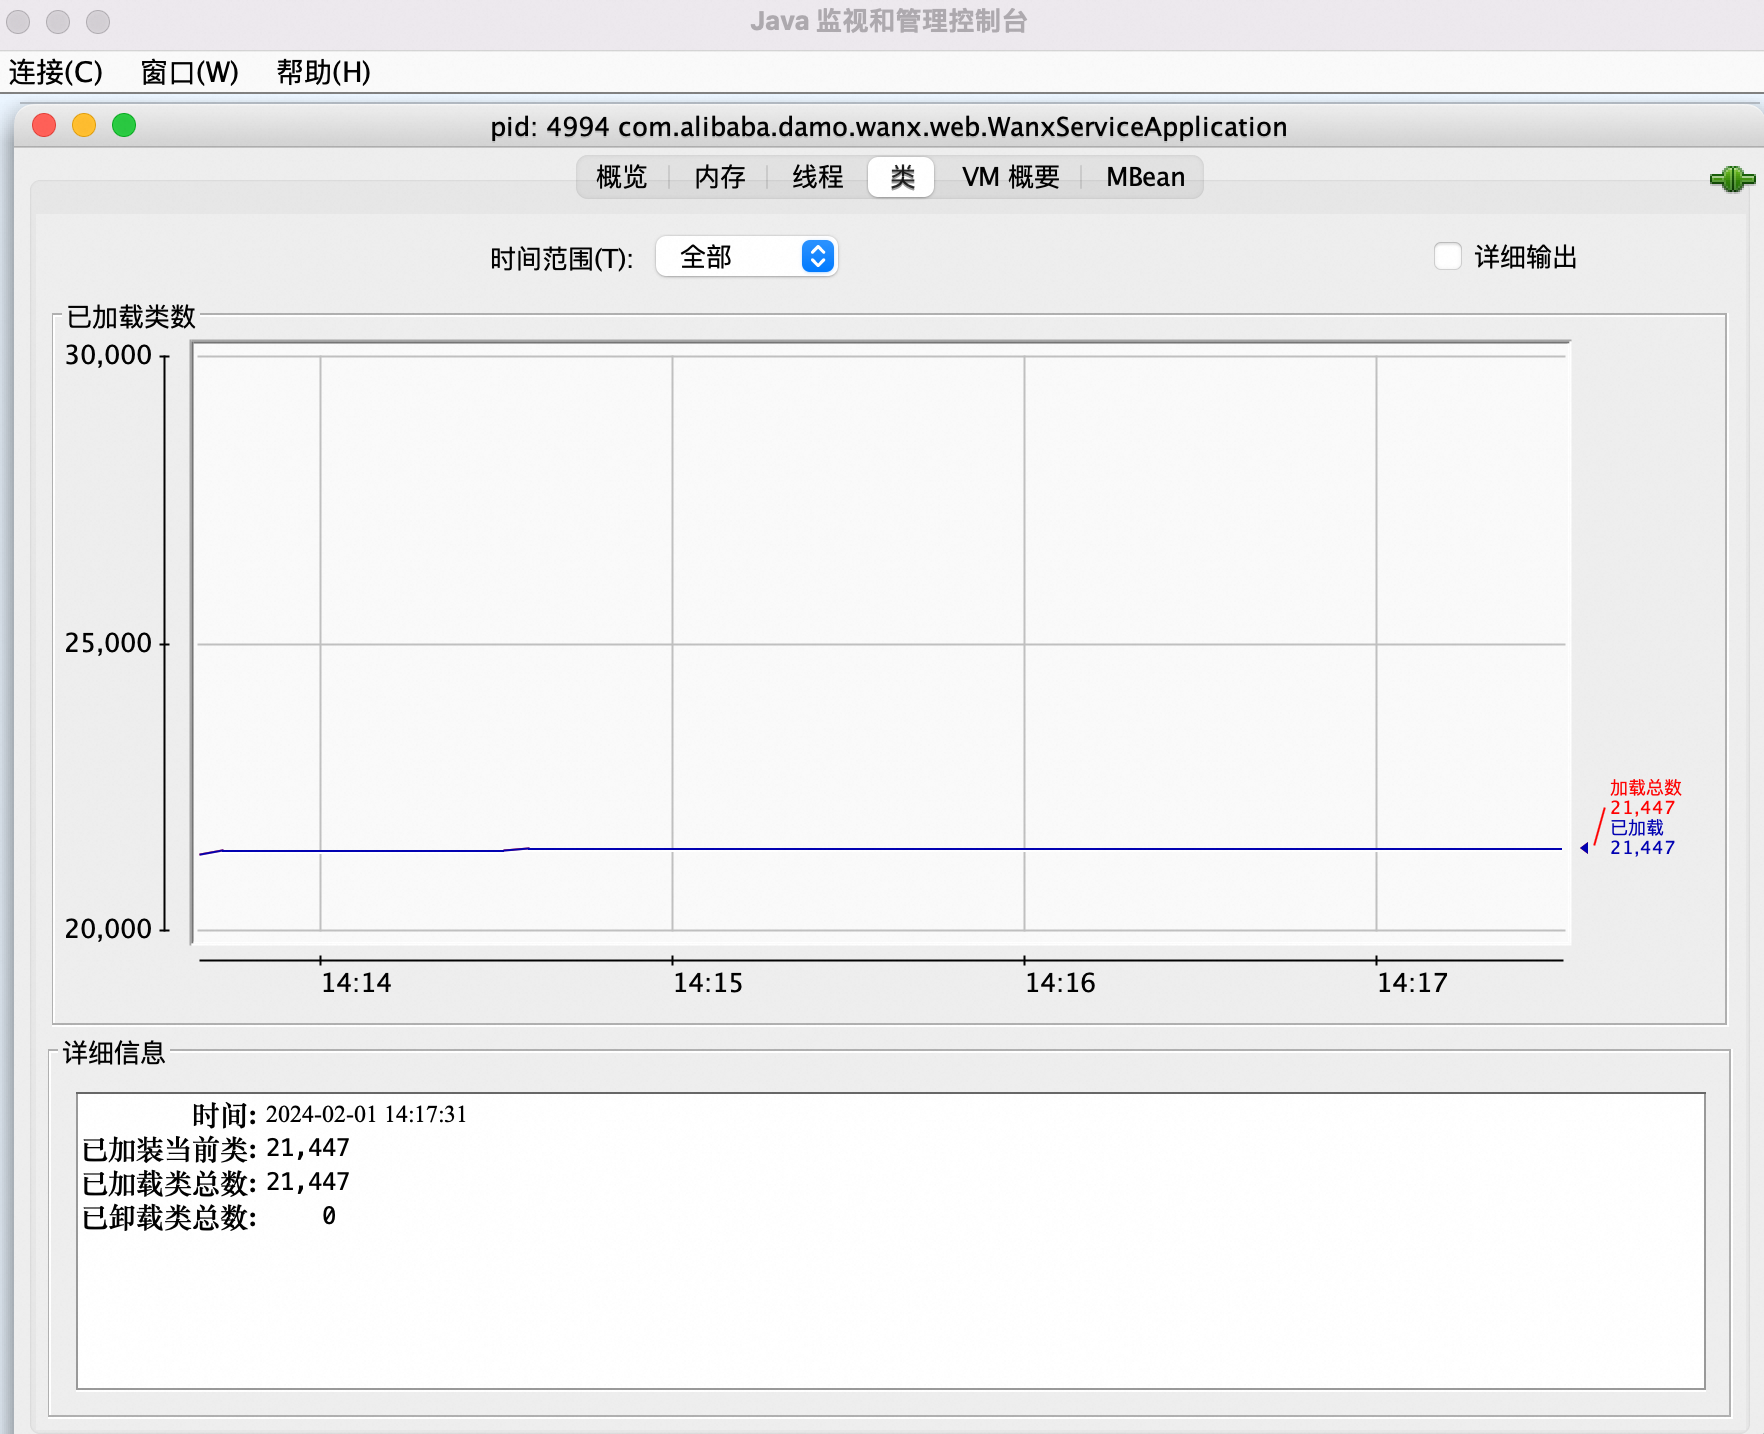 Java 监视和管理控制台
连接(C) 窗口(W) 帮助(H)
pid: 4994 com.alibaba.damo.wanx.web.WanxServiceApplication
概览 内存 线程 类 VM 概要 MBean
时间范围(T): 全部 详细输出
已加载类数
30,000
25,000
20,000
加载总数
21,447
已加载
21,447
14:14 14:15 14:16 14:17
详细信息
时间: 2024-02-01 14:17:31
已加装当前类: 21,447
已加载类总数: 21,447
已卸载类总数: 0